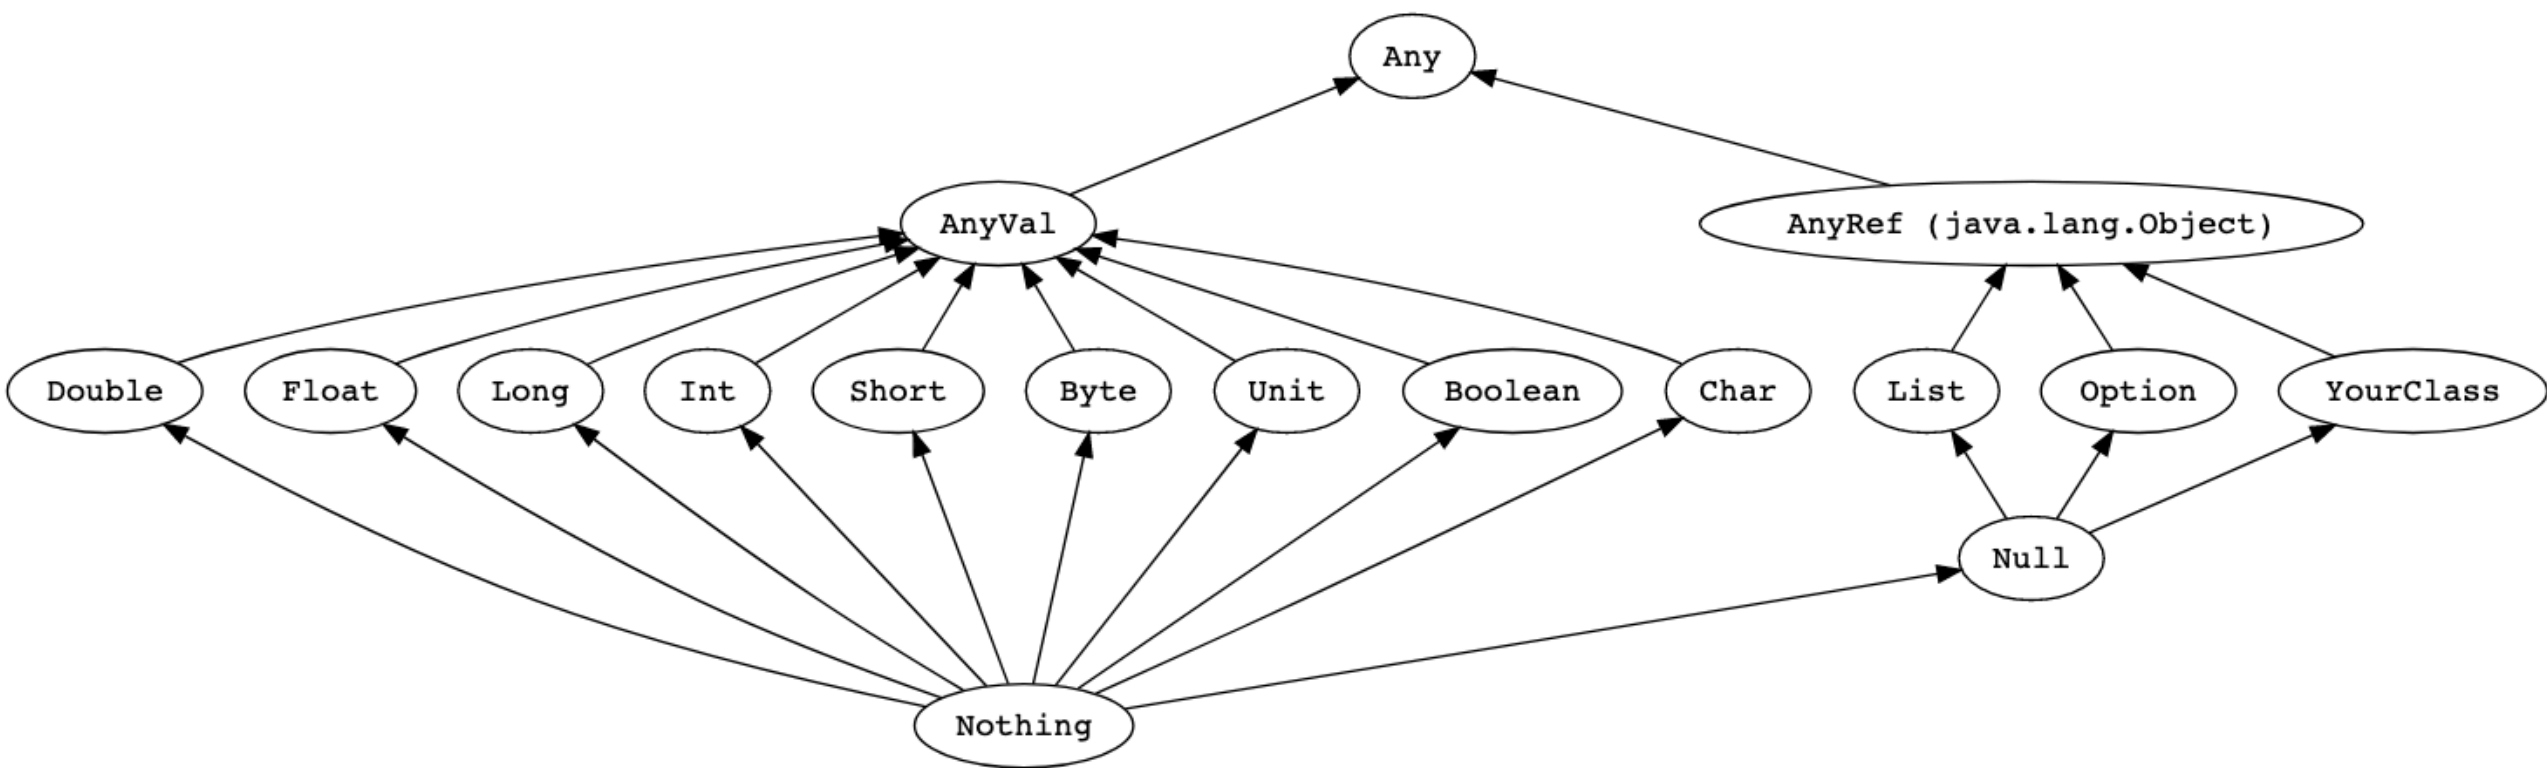 Any
AnyVal
AnyRef (java.lang.Object)
Double
Float
Long
Int
Short
Byte
Unit
Boolean
Char
List
Option
YourClass
Null
Nothing